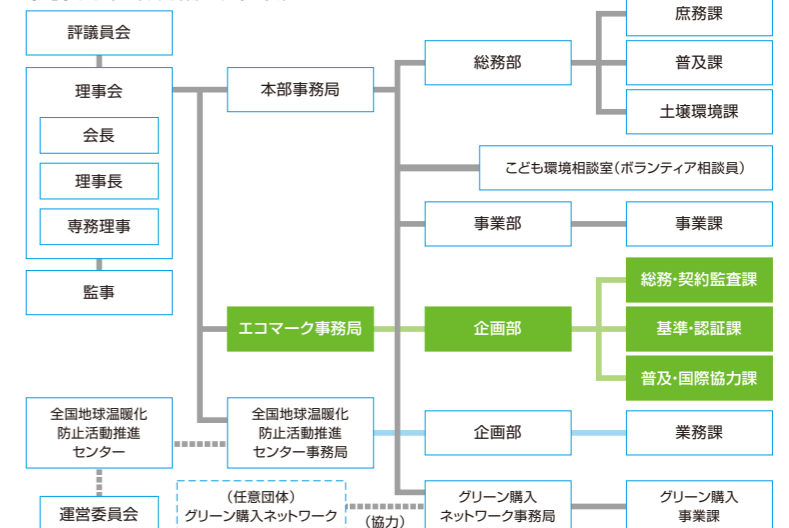 評議員会
理事会
会長
理事長
専務理事
監事
本部事務局
総務部
庶務課
普及課
土壌環境課
こども環境相談室(ボランティア相談員)
事業部
事業課
エコマーク事務局
企画部
総務・契約監査課
基準・認証課
普及・国際協力課
全国地球温暖化
防止活動推進
センター
全国地球温暖化
防止活動推進
センター事務局
企画部
業務課
運営委員会
(任意団体)
グリーン購入ネットワーク
(協力)
グリーン購入
ネットワーク事務局
グリーン購入
事業課